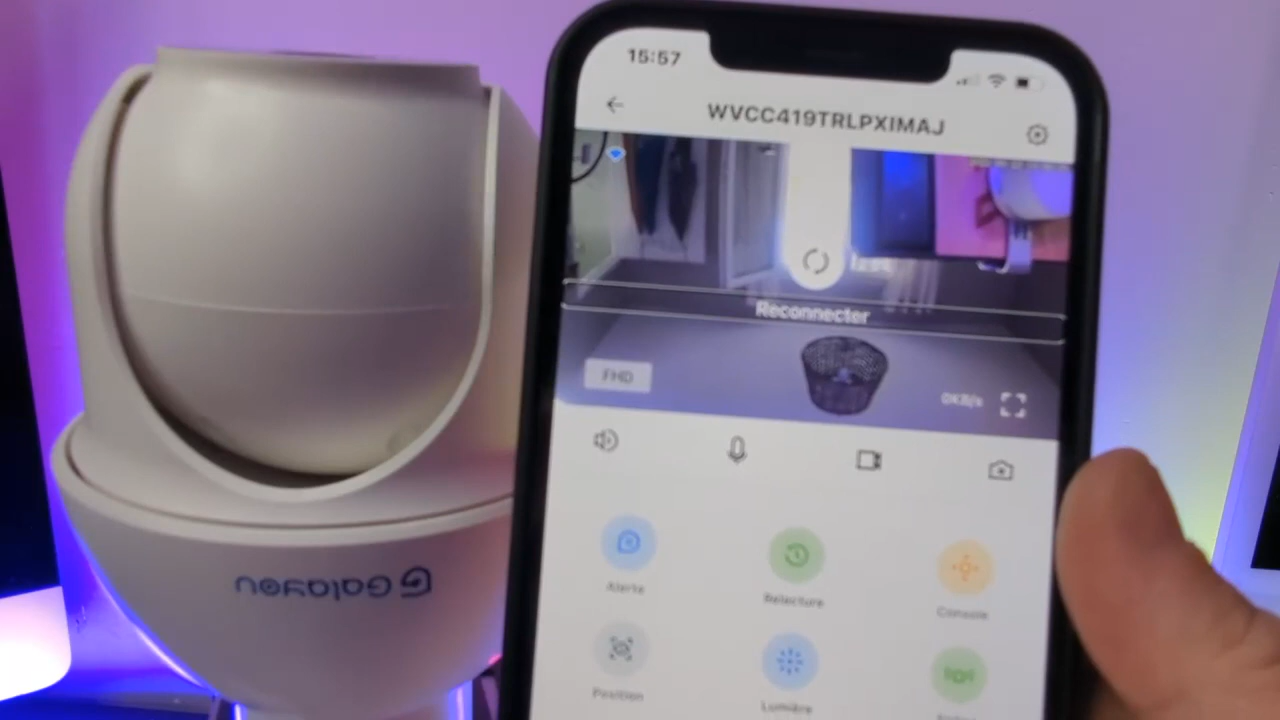 15:57
WVCC419TRLPXIMAJ
Reconnecter
FHD
0KB/s
Alerte
Relecture
Console
Position
Lumière
Galayou